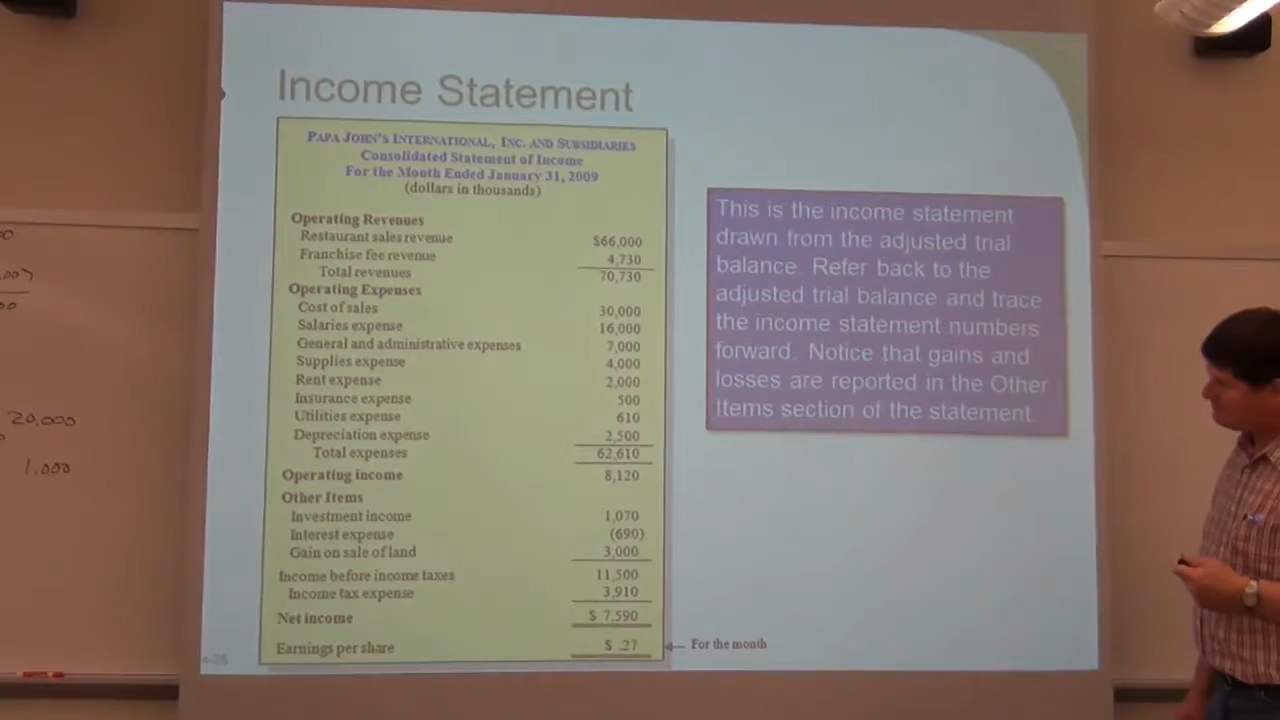 Income Statement
PAPA JOHN'S INTERNATIONAL, INC. AND SUBSIDIARIES
Consolidated Statement of Income
For the Month Ended January 31, 2009
(dollars in thousands)
Operating Revenues
Restaurant sales revenue $66,000
Franchise fee revenue 4,730
Total revenues 70,730
Operating Expenses
Cost of sales 30,000
Salaries expense 16,000
General and administrative expenses 7,000
Supplies expense 4,000
Rent expense 2,000
Insurance expense 500
Utilities expense 610
Depreciation expense 2,500
Total expenses 62,610
Operating income 8,120
Other Items
Investment income 1,070
Interest expense (690)
Gain on sale of land 3,000
Income before income taxes 11,500
Income tax expense 3,910
Net income $ 7,590
Earnings per share $ .27
For the month
This is the income statement
drawn from the adjusted trial
balance. Refer back to the
adjusted trial balance and trace
the income statement numbers
forward. Notice that gains and
losses are reported in the Other
Items section of the statement.
20,000
1,000